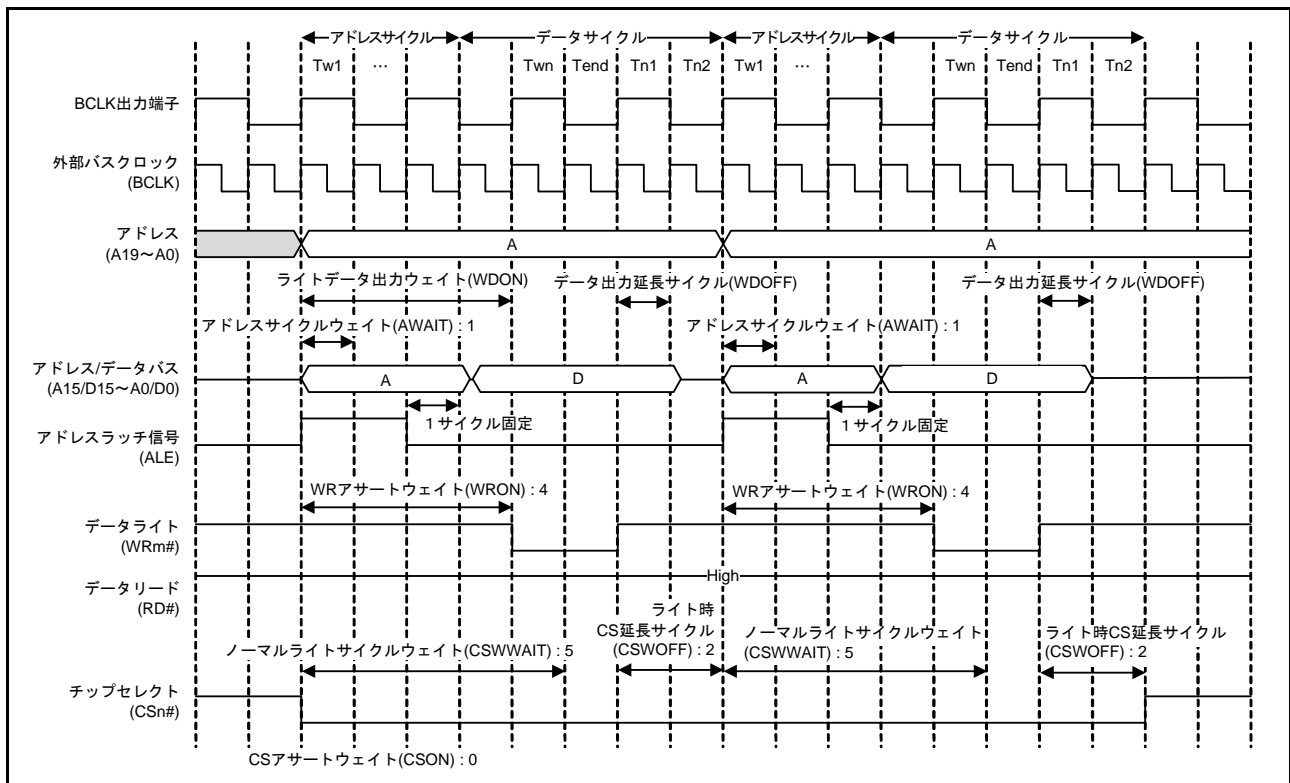 アドレスサイクル データサイクル アドレスサイクル データサイクル
Tw1 … Twn Tend Tn1 Tn2 Tw1 … Twn Tend Tn1 Tn2
BCLK出力端子
外部バスクロック
(BCLK)
アドレス
(A19～A0)
A A
ライトデータ出力ウェイト(WDON) データ出力延長サイクル(WDOFF) データ出力延長サイクル(WDOFF)
アドレスサイクルウェイト(AWAIT) : 1 アドレスサイクルウェイト(AWAIT) : 1
アドレス/データバス
(A15/D15～A0/D0)
A D A D
1サイクル固定 1サイクル固定
アドレスラッチ信号
(ALE)
WRアサートウェイト(WRON) : 4 WRアサートウェイト(WRON) : 4
データライト
(WRm#)
High
データリード
(RD#)
ノーマルライトサイクルウェイト(CSWWAIT) : 5
ライト時
CS延長サイクル
(CSWOFF) : 2
ノーマルライトサイクルウェイト
(CSWWAIT) : 5
ライト時CS延長サイクル
(CSWOFF) : 2
チップセレクト
(CSn#)
CSアサートウェイト(CSON) : 0